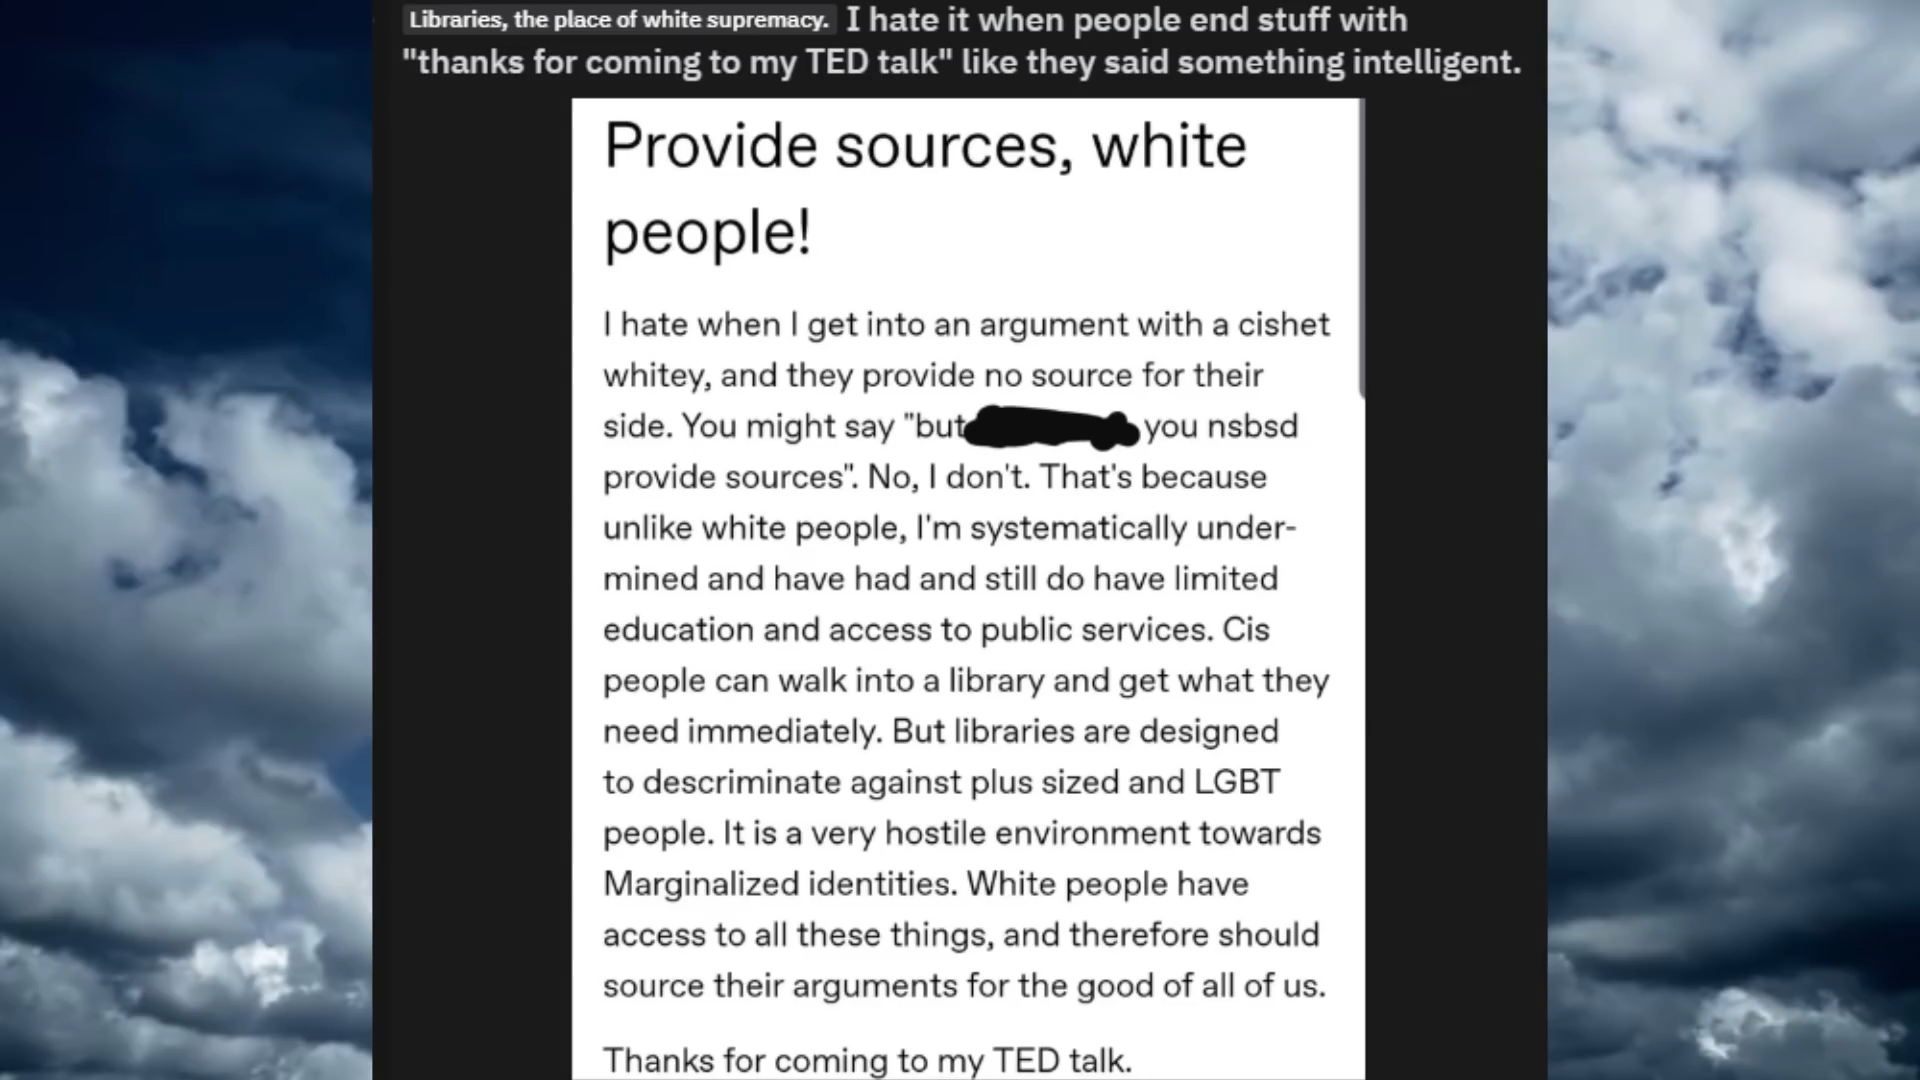 Libraries, the place of white supremacy. I hate it when people end stuff with
"thanks for coming to my TED talk" like they said something intelligent.
Provide sources, white
people!
I hate when I get into an argument with a cishet
whitey, and they provide no source for their
side. You might say "but you nsbsd
provide sources". No, I don't. That's because
unlike white people, I'm systematically under-
mined and have had and still do have limited
education and access to public services. Cis
people can walk into a library and get what they
need immediately. But libraries are designed
to descriminate against plus sized and LGBT
people. It is a very hostile environment towards
Marginalized identities. White people have
access to all these things, and therefore should
source their arguments for the good of all of us.
Thanks for coming to my TED talk.